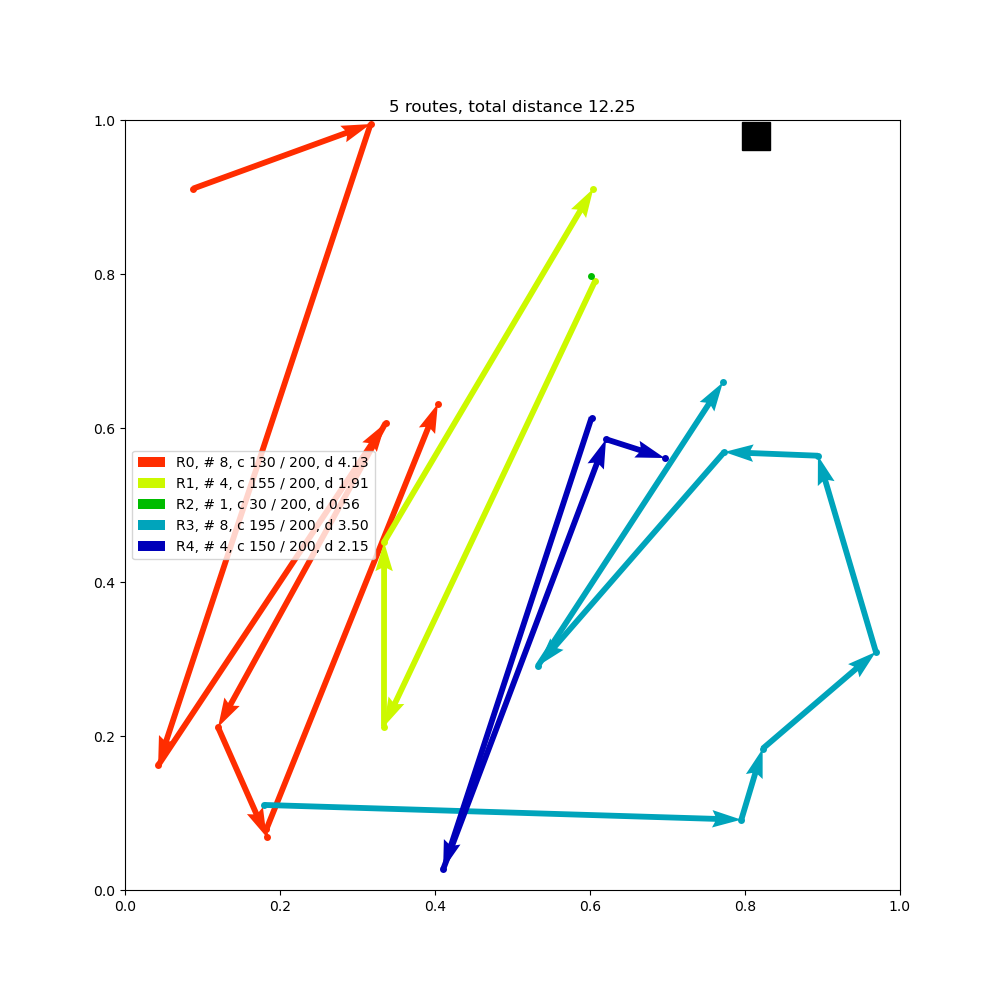 5 routes, total distance 12.25
1.0
0.8
0.6
R0, # 8, c 130 / 200, d 4.13
R1, # 4, c 155 / 200, d 1.91
R2, # 1, c 30 / 200, d 0.56
R3, # 8, c 195 / 200, d 3.50
R4, # 4, c 150 / 200, d 2.15
0.4
0.2
0.0
0.0 0.2 0.4 0.6 0.8 1.0